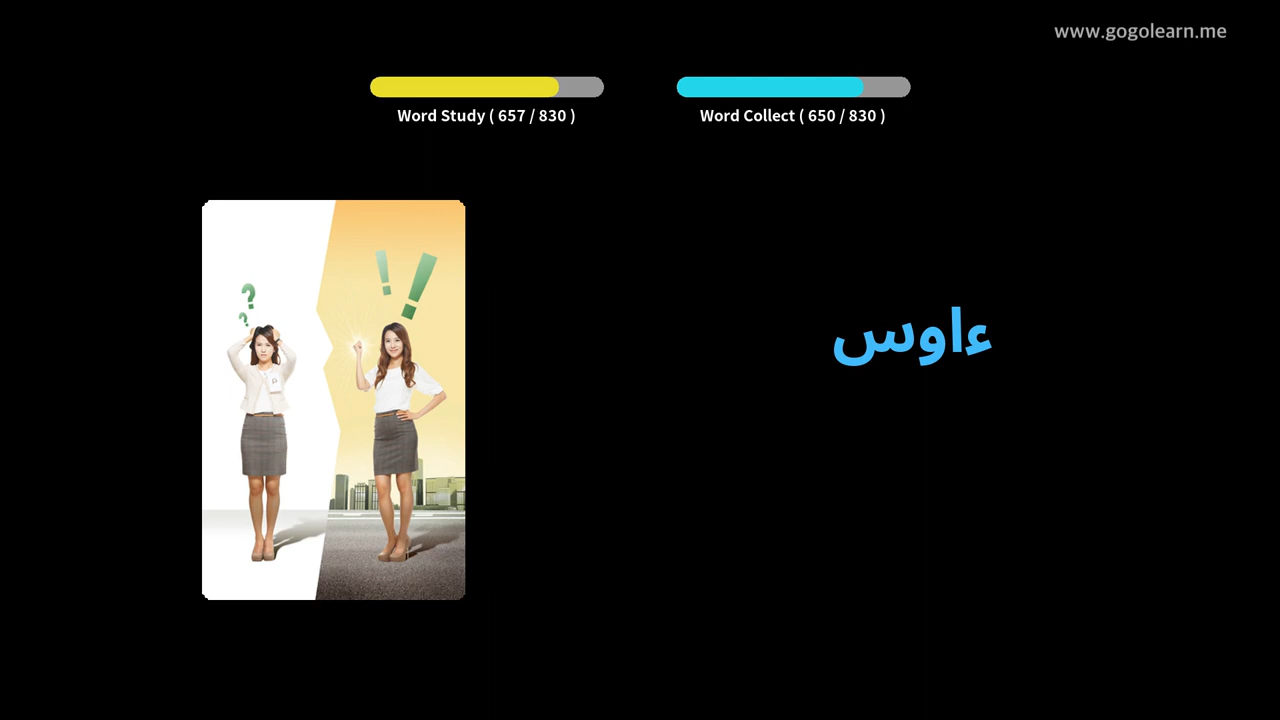 www.gogolearn.me
Word Study ( 657 / 830 )
Word Collect ( 650 / 830 )
? ?
! !
ءاوس